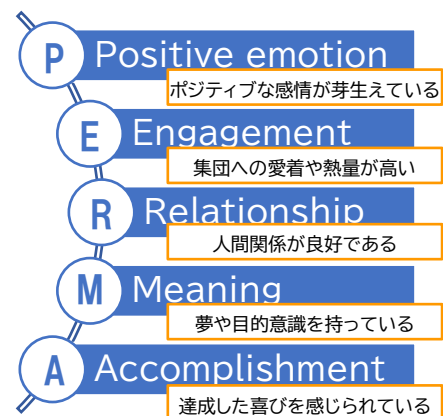 P Positive emotion
ポジティブな感情が芽生えている
E Engagement
集団への愛着や熱量が高い
R Relationship
人間関係が良好である
M Meaning
夢や目的意識を持っている
A Accomplishment
達成した喜びを感じられている